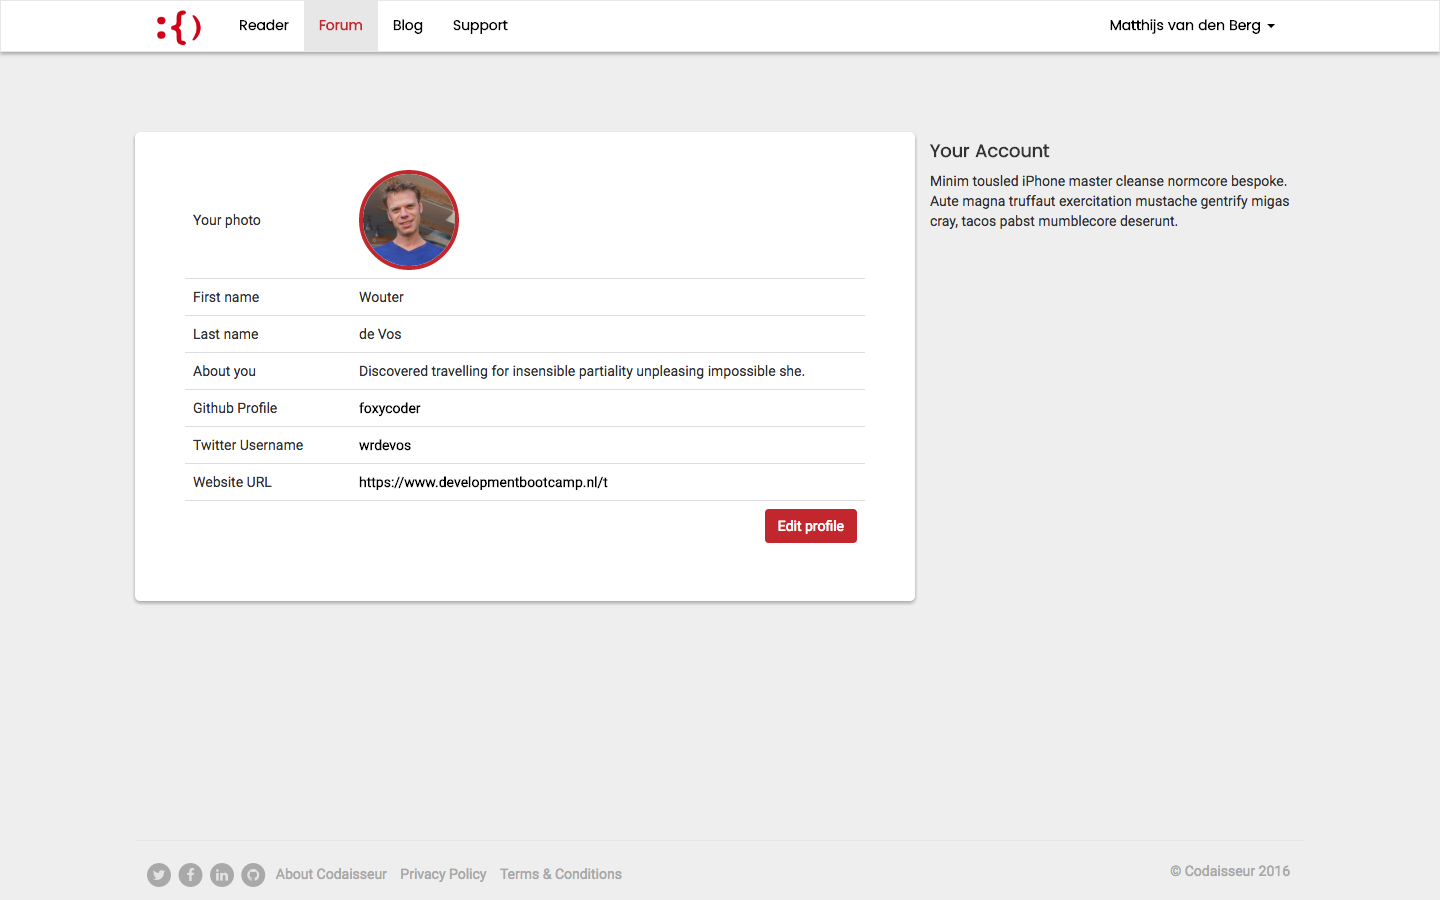 :{)
Reader
Forum
Blog
Support
Matthijs van den Berg
Your photo
First name Wouter
Last name de Vos
About you Discovered travelling for insensible partiality unpleasing impossible she.
Github Profile foxycoder
Twitter Username wrdevos
Website URL https://www.developmentbootcamp.nl/t
Edit profile
Your Account
Minim tousled iPhone master cleanse normcore bespoke.
Aute magna truffaut exercitation mustache gentrify migas
cray, tacos pabst mumblecore deserunt.
About Codaisseur
Privacy Policy
Terms & Conditions
© Codaisseur 2016